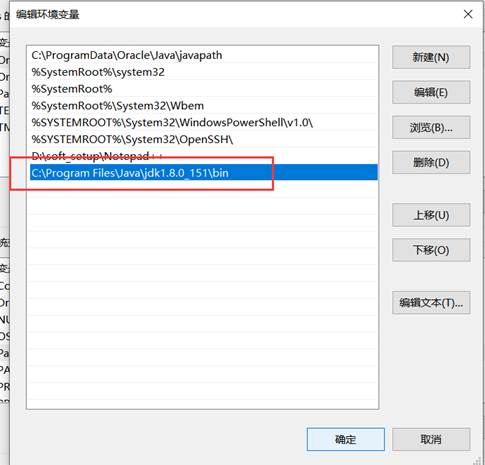 编辑环境变量
C:\ProgramData\Oracle\Java\javapath
%SystemRoot%\system32
%SystemRoot%
%SystemRoot%\System32\Wbem
%SYSTEMROOT%\System32\WindowsPowerShell\v1.0\
%SYSTEMROOT%\System32\OpenSSH\
D:\soft_setup\Notepad++
C:\Program Files\Java\jdk1.8.0_151\bin
新建(N)
编辑(E)
浏览(B)...
删除(D)
上移(U)
下移(O)
编辑文本(T)...
确定
取消